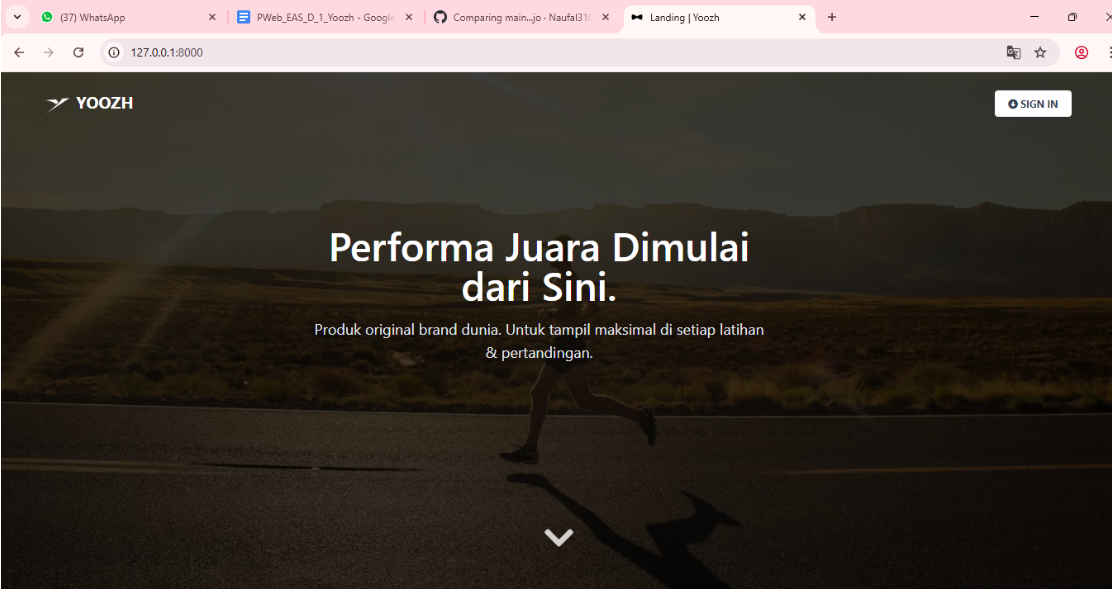 (37) WhatsApp
PWeb_EAS_D_1_Yoozh - Google
Comparing main...jo · Naufal31
Landing | Yoozh
127.0.0.1:8000
YOOZH
SIGN IN
Performa Juara Dimulai
dari Sini.
Produk original brand dunia. Untuk tampil maksimal di setiap latihan
& pertandingan.